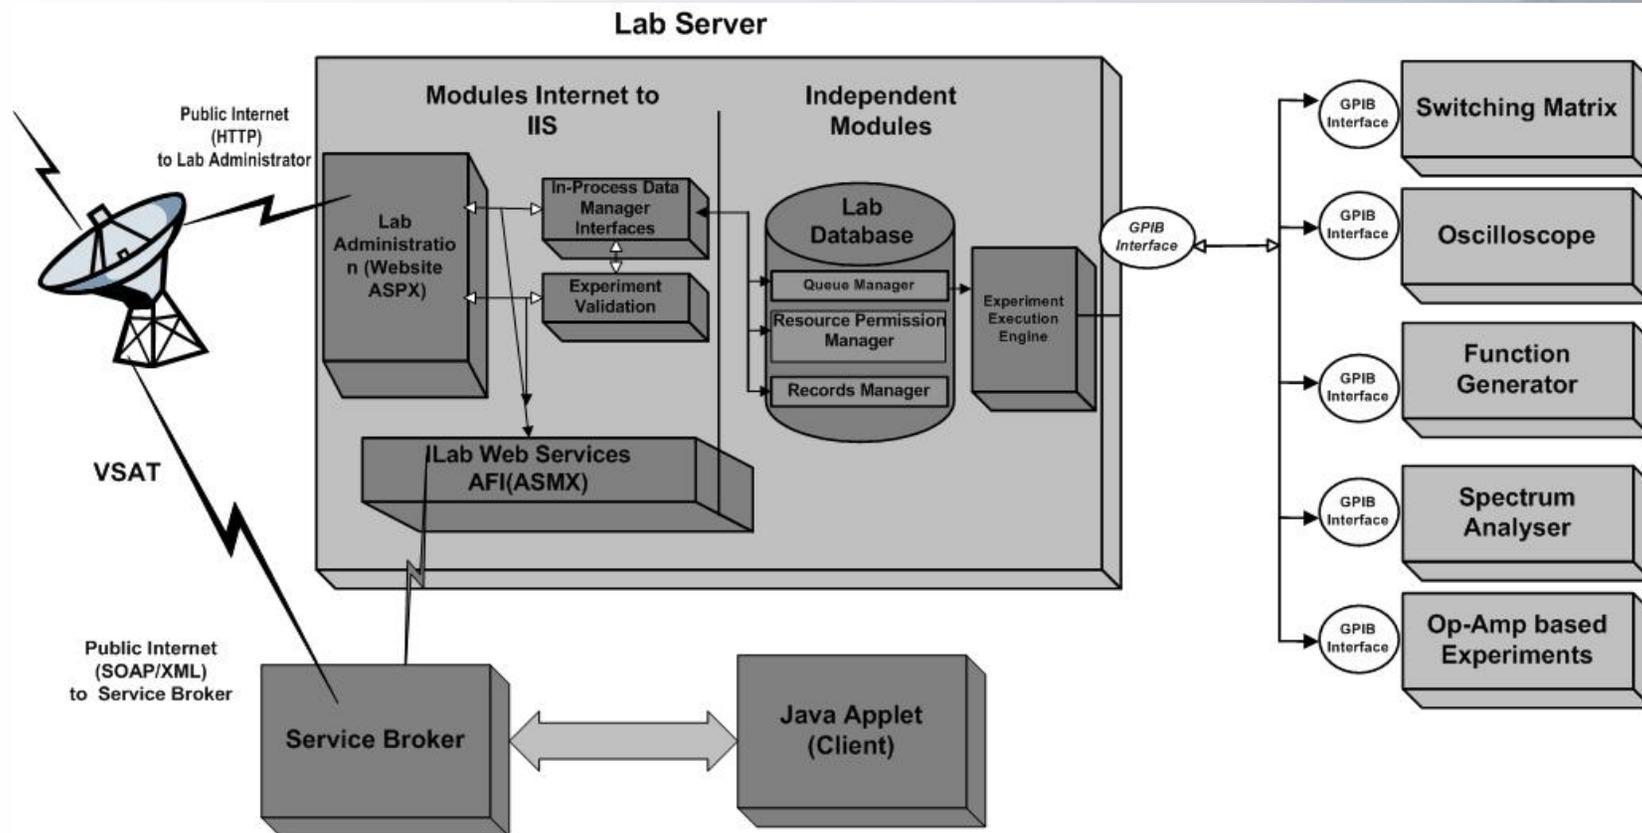 Lab Server
Public Internet
(HTTP)
to Lab Administrator
Modules Internet to
IIS
Independent
Modules
Lab
Administratio
n (Website
ASPX)
In-Process Data
Manager
Interfaces
Experiment
Validation
Lab
Database
Queue Manager
Resource Permission
Manager
Records Manager
Experiment
Execution
Engine
GPIB
Interface
GPIB
Interface
Switching Matrix
GPIB
Interface
Oscilloscope
GPIB
Interface
Function
Generator
GPIB
Interface
Spectrum
Analyser
GPIB
Interface
Op-Amp based
Experiments
ILab Web Services
AFI(ASMX)
VSAT
Public Internet
(SOAP/XML)
to Service Broker
Service Broker
Java Applet
(Client)